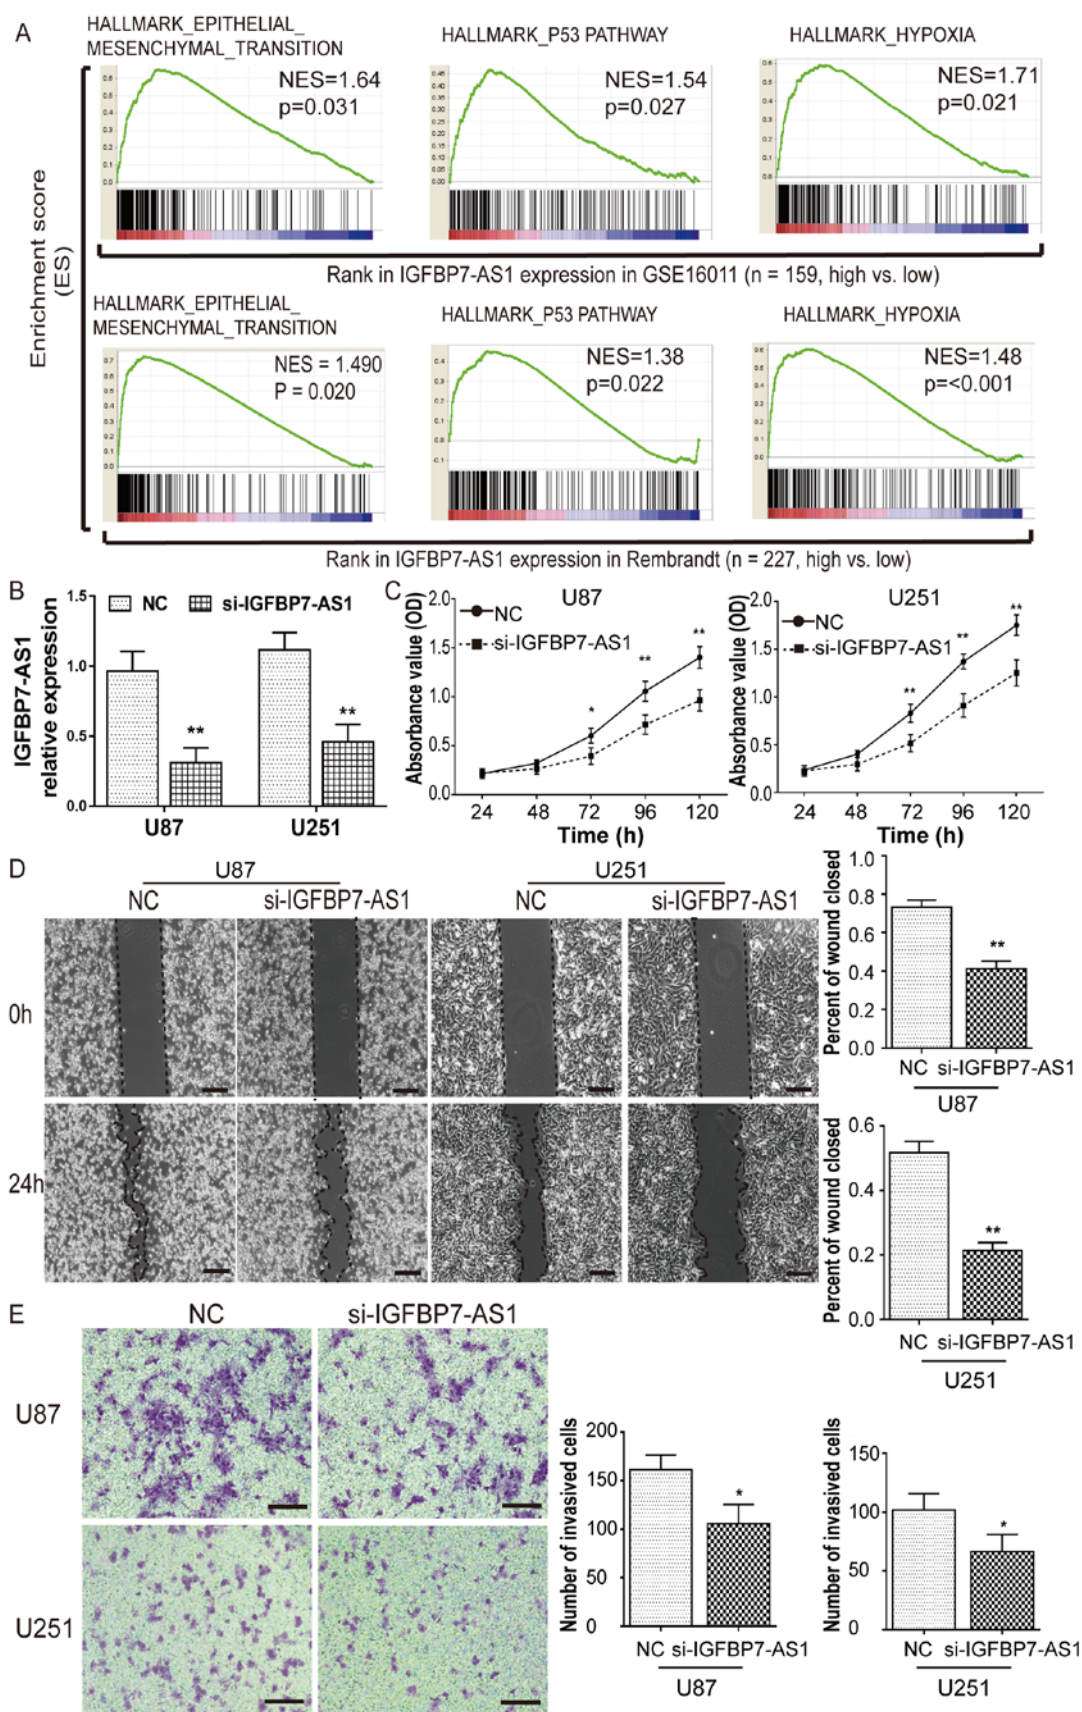 A
HALLMARK_EPITHELIAL_
MESENCHYMAL_TRANSITION
HALLMARK_P53 PATHWAY
HALLMARK_HYPOXIA
NES=1.64
p=0.031
NES=1.54
p=0.027
NES=1.71
p=0.021
Enrichment score
(ES)
Rank in IGFBP7-AS1 expression in GSE16011 (n = 159, high vs. low)
HALLMARK_EPITHELIAL_
MESENCHYMAL_TRANSITION
HALLMARK_P53 PATHWAY
HALLMARK_HYPOXIA
NES = 1.490
P = 0.020
NES=1.38
p=0.022
NES=1.48
p=<0.001
Rank in IGFBP7-AS1 expression in Rembrandt (n = 227, high vs. low)
B
NC
si-IGFBP7-AS1
IGFBP7-AS1
relative expression
1.5
1.0
0.5
0.0
**
**
U87
U251
C
U87
NC
si-IGFBP7-AS1
Absorbance value (OD)
2.0
1.5
1.0
0.5
0.0
*
**
**
24 48 72 96 120
Time (h)
U251
NC
si-IGFBP7-AS1
Absorbance value (OD)
2.0
1.5
1.0
0.5
0.0
**
**
**
24 48 72 96 120
Time (h)
D
U87
U251
NC
si-IGFBP7-AS1
NC
si-IGFBP7-AS1
0h
24h
Percent of wound closed
1.0
0.8
0.6
0.4
0.2
0.0
**
NC si-IGFBP7-AS1
U87
Percent of wound closed
0.6
0.4
0.2
0.0
**
NC si-IGFBP7-AS1
U251
E
NC
si-IGFBP7-AS1
U87
U251
Number of invasived cells
200
150
100
50
0
*
NC si-IGFBP7-AS1
U87
Number of invasived cells
150
100
50
0
*
NC si-IGFBP7-AS1
U251